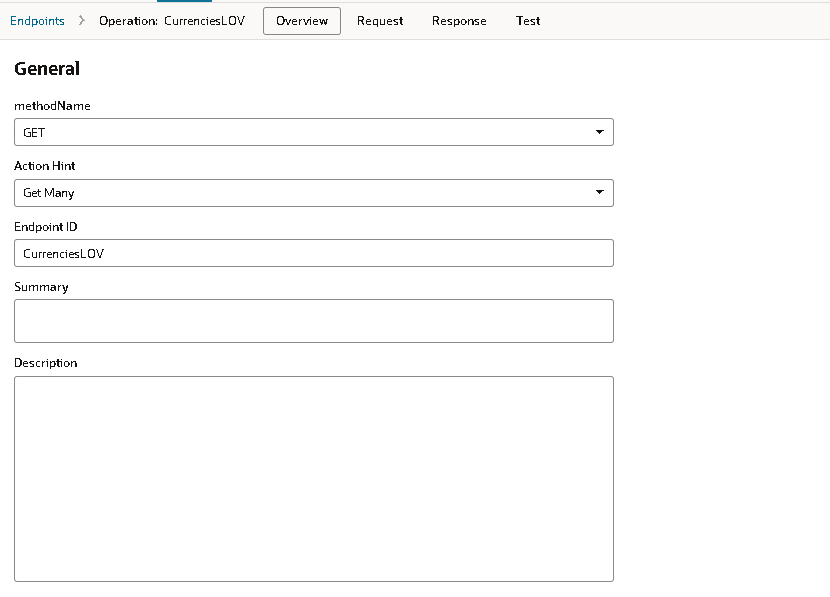 Endpoints > Operation: CurrenciesLOV Overview Request Response Test
General
methodName
GET
Action Hint
Get Many
Endpoint ID
CurrenciesLOV
Summary
Description